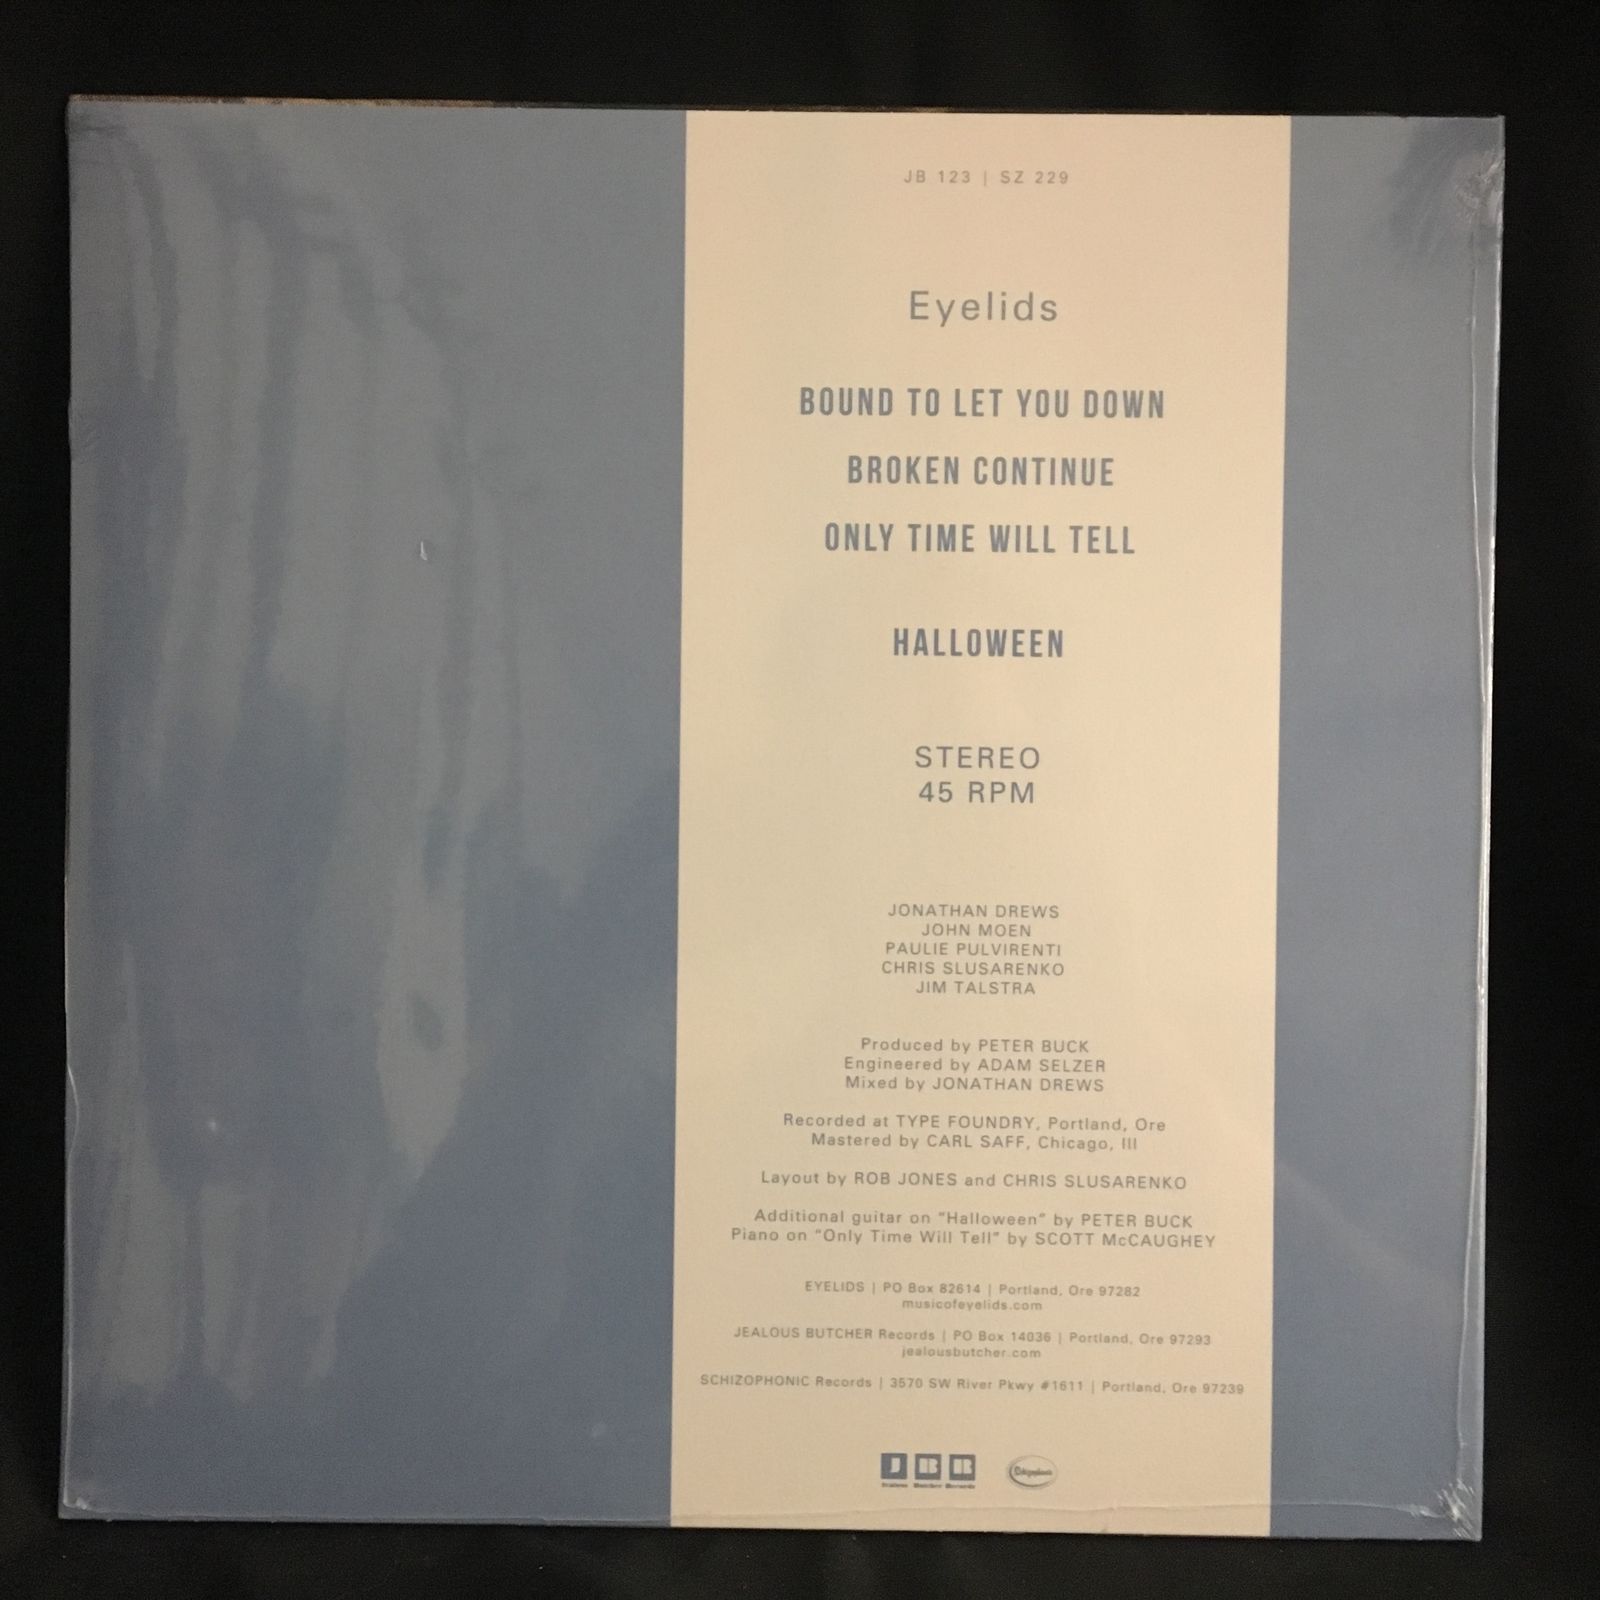 JB 123 | SZ 229
Eyelids
BOUND TO LET YOU DOWN
BROKEN CONTINUE
ONLY TIME WILL TELL
HALLOWEEN
STEREO
45 RPM
JONATHAN DREWS
JOHN MOEN
PAULIE PULVIRENTI
CHRIS SLUSARENKO
JIM TALSTRA
Produced by PETER BUCK
Engineered by ADAM SELZER
Mixed by JONATHAN DREWS
Recorded at TYPE FOUNDRY, Portland, Ore
Mastered by CARL SAFF, Chicago, Ill
Layout by ROB JONES and CHRIS SLUSARENKO
Additional guitar on "Halloween" by PETER BUCK
Piano on "Only Time Will Tell" by SCOTT McCAUGHEY
EYELIDS | PO Box 82614 | Portland, Ore 97282
musicofeyelids.com
JEALOUS BUTCHER Records | PO Box 14036 | Portland, Ore 97293
jealousbutcher.com
SCHIZOPHONIC Records | 3570 SW River Pkwy #1611 | Portland, Ore 97239
J B R
Jealous Butcher Records